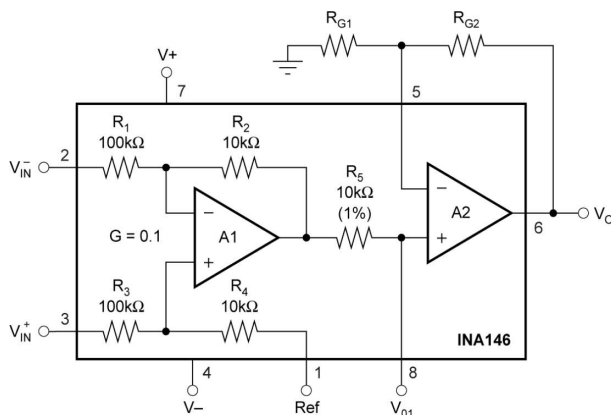 RG1
RG2
V+
7
5
R1
100kΩ
R2
10kΩ
VIN−
2
R5
10kΩ
(1%)
−
−
A2
A1
VO
6
G = 0.1
+
+
R3
100kΩ
R4
10kΩ
VIN+
3
INA146
4
1
8
V−
Ref
V01